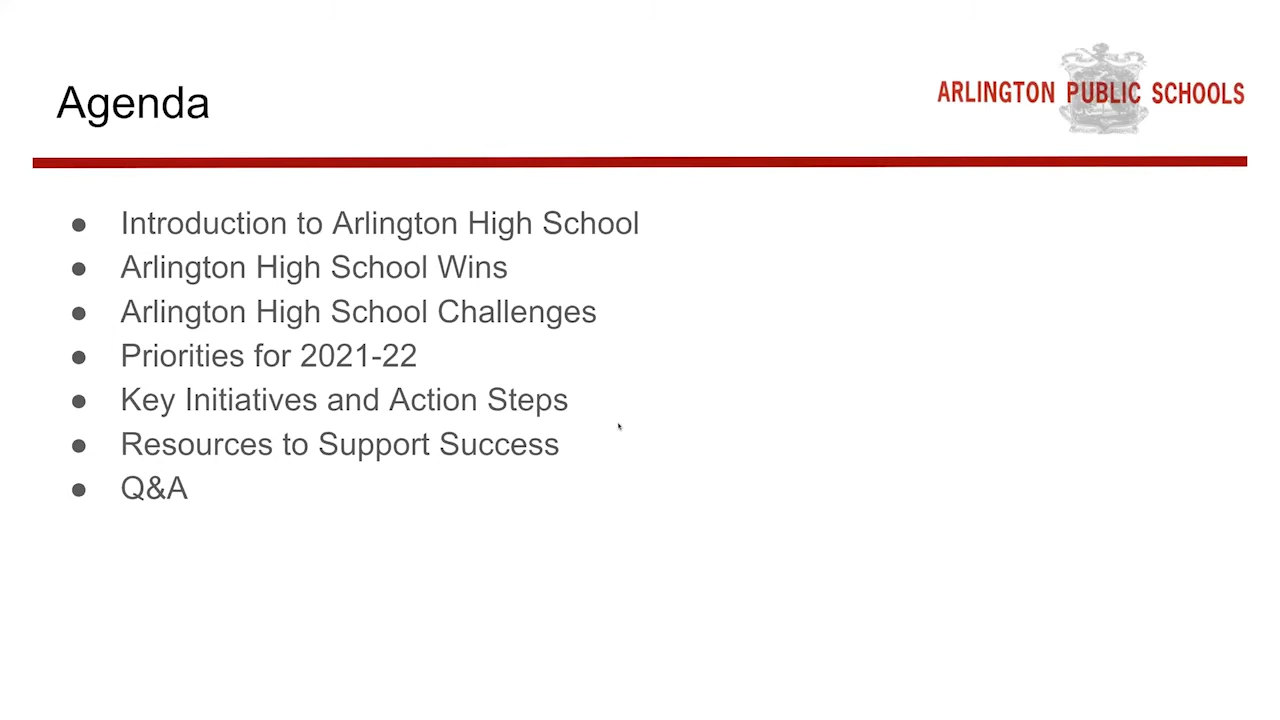 Agenda
ARLINGTON PUBLIC SCHOOLS
● Introduction to Arlington High School
● Arlington High School Wins
● Arlington High School Challenges
● Priorities for 2021-22
● Key Initiatives and Action Steps
● Resources to Support Success
● Q&A